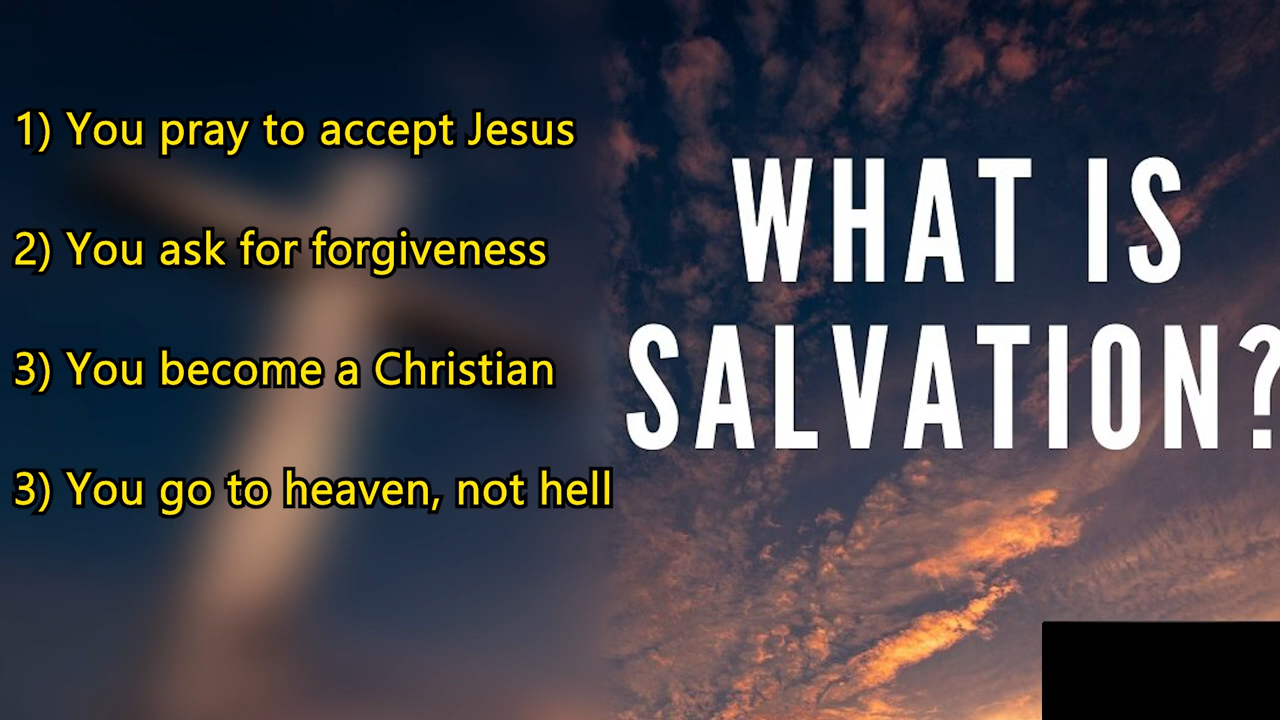 1) You pray to accept Jesus
2) You ask for forgiveness
3) You become a Christian
3) You go to heaven, not hell
WHAT IS
SALVATION?